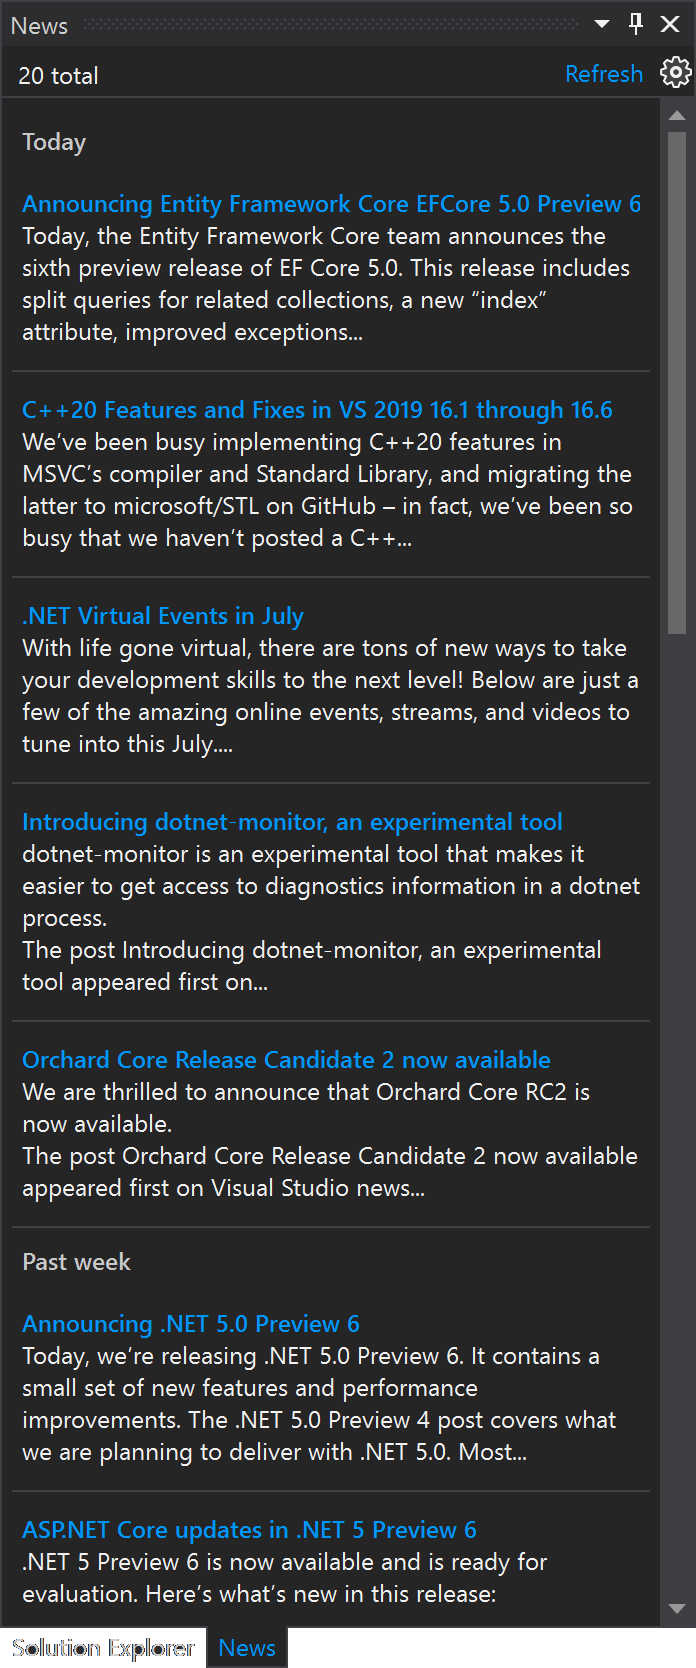 News
20 total
Refresh
Today
Announcing Entity Framework Core EFCore 5.0 Preview 6
Today, the Entity Framework Core team announces the
sixth preview release of EF Core 5.0. This release includes
split queries for related collections, a new “index”
attribute, improved exceptions...
C++20 Features and Fixes in VS 2019 16.1 through 16.6
We’ve been busy implementing C++20 features in
MSVC’s compiler and Standard Library, and migrating the
latter to microsoft/STL on GitHub – in fact, we’ve been so
busy that we haven’t posted a C++...
.NET Virtual Events in July
With life gone virtual, there are tons of new ways to take
your development skills to the next level! Below are just a
few of the amazing online events, streams, and videos to
tune into this July....
Introducing dotnet-monitor, an experimental tool
dotnet-monitor is an experimental tool that makes it
easier to get access to diagnostics information in a dotnet
process.
The post Introducing dotnet-monitor, an experimental
tool appeared first on...
Orchard Core Release Candidate 2 now available
We are thrilled to announce that Orchard Core RC2 is
now available.
The post Orchard Core Release Candidate 2 now available
appeared first on Visual Studio news...
Past week
Announcing .NET 5.0 Preview 6
Today, we’re releasing .NET 5.0 Preview 6. It contains a
small set of new features and performance
improvements. The .NET 5.0 Preview 4 post covers what
we are planning to deliver with .NET 5.0. Most...
ASP.NET Core updates in .NET 5 Preview 6
.NET 5 Preview 6 is now available and is ready for
evaluation. Here’s what’s new in this release:
Solution Explorer
News